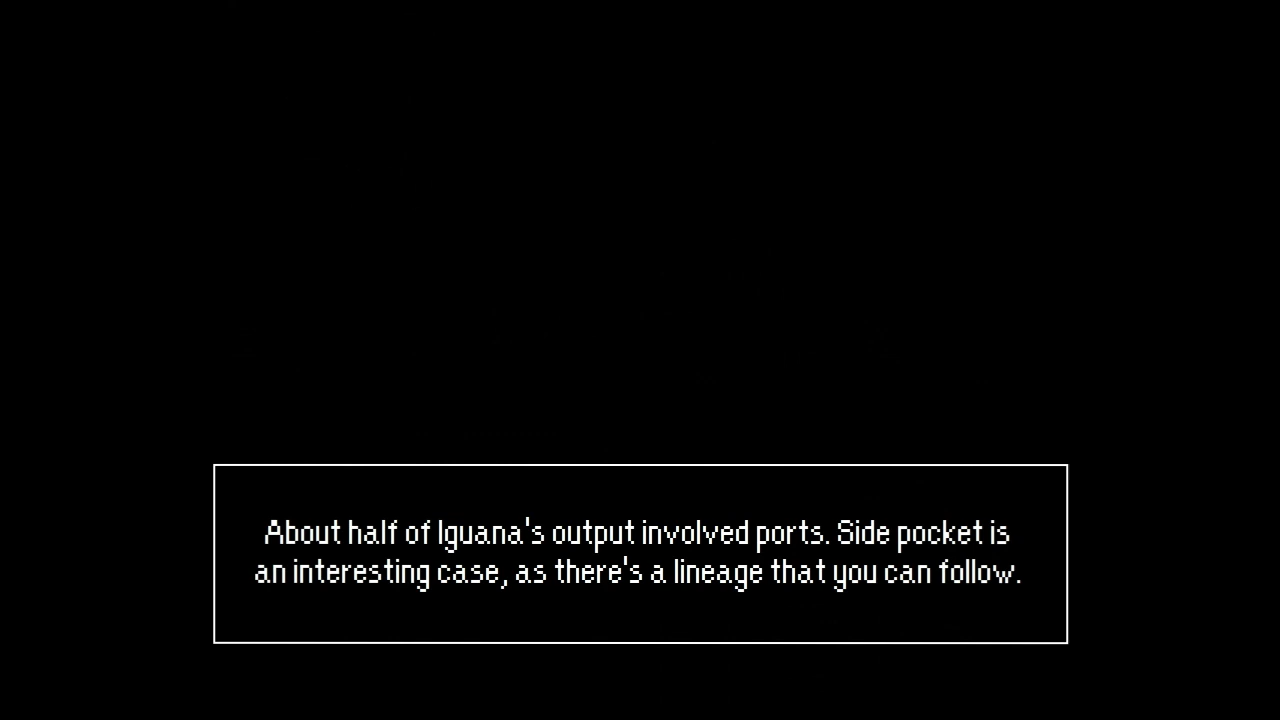 About half of Iguana's output involved ports. Side pocket is
an interesting case, as there's a lineage that you can follow.